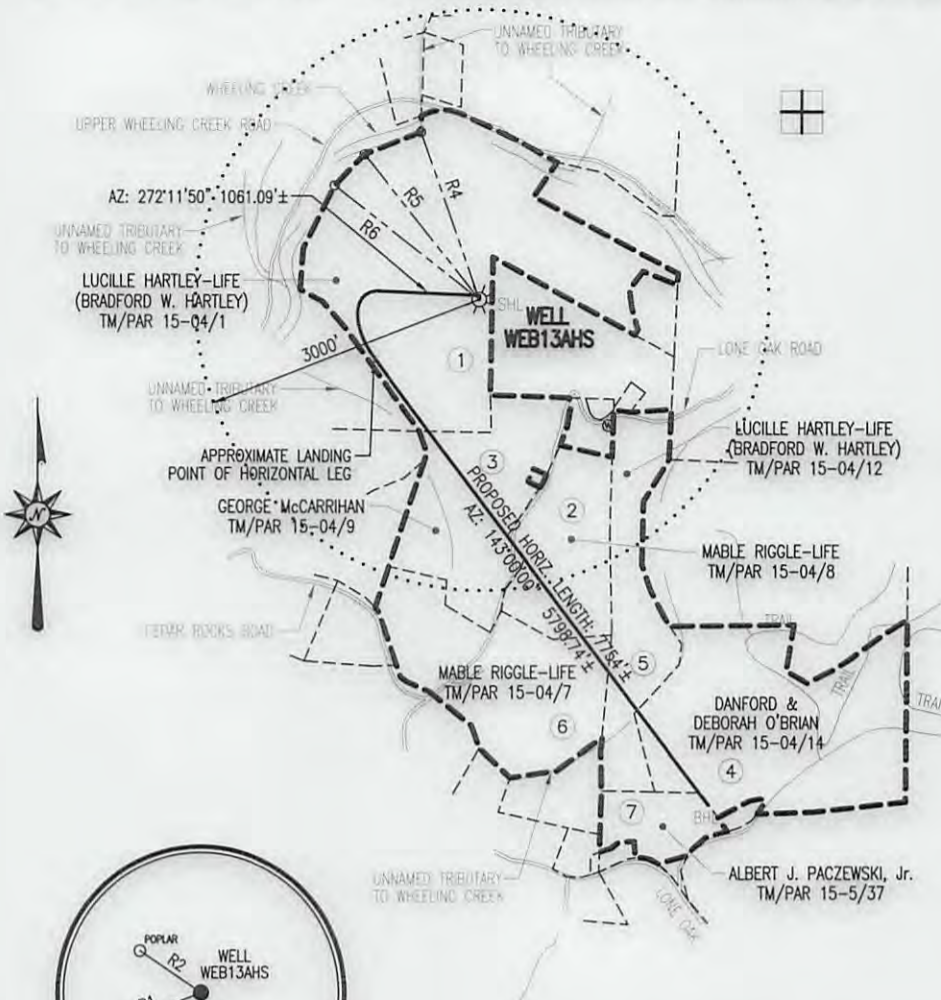 UNNAMED TRIBUTARY
TO WHEELING CREEK
WHEELING CREEK
UPPER WHEELING CREEK ROAD
AZ: 272°11'50" 1061.09'±
R5
R4
R6
UNNAMED TRIBUTARY
TO WHEELING CREEK
LUCILLE HARTLEY-LIFE
(BRADFORD W. HARTLEY)
TM/PAR 15-04/1
SHL
WELL
WEB13AHS
3000'
1
LONE OAK ROAD
UNNAMED TRIBUTARY
TO WHEELING CREEK
APPROXIMATE LANDING
POINT OF HORIZONTAL LEG
3
LUCILLE HARTLEY-LIFE
(BRADFORD W. HARTLEY)
TM/PAR 15-04/12
GEORGE McCARRIHAN
TM/PAR 15-04/9
2
N
PROPOSED HORIZ. LENGTH: 7754'±
AZ: 143°00'00" 5798.74'±
MABLE RIGGLE-LIFE
TM/PAR 15-04/8
CEDAR ROCKS ROAD
TRAIL
TRAIL
TRAI
5
MABLE RIGGLE-LIFE
TM/PAR 15-04/7
6
DANFORD &
DEBORAH O'BRIAN
TM/PAR 15-04/14
4
7
BHL
UNNAMED TRIBUTARY
TO WHEELING CREEK
ALBERT J. PACZEWSKI, Jr.
TM/PAR 15-5/37
LONE OAK
POPLAR
R2
WELL
WEB13AHS